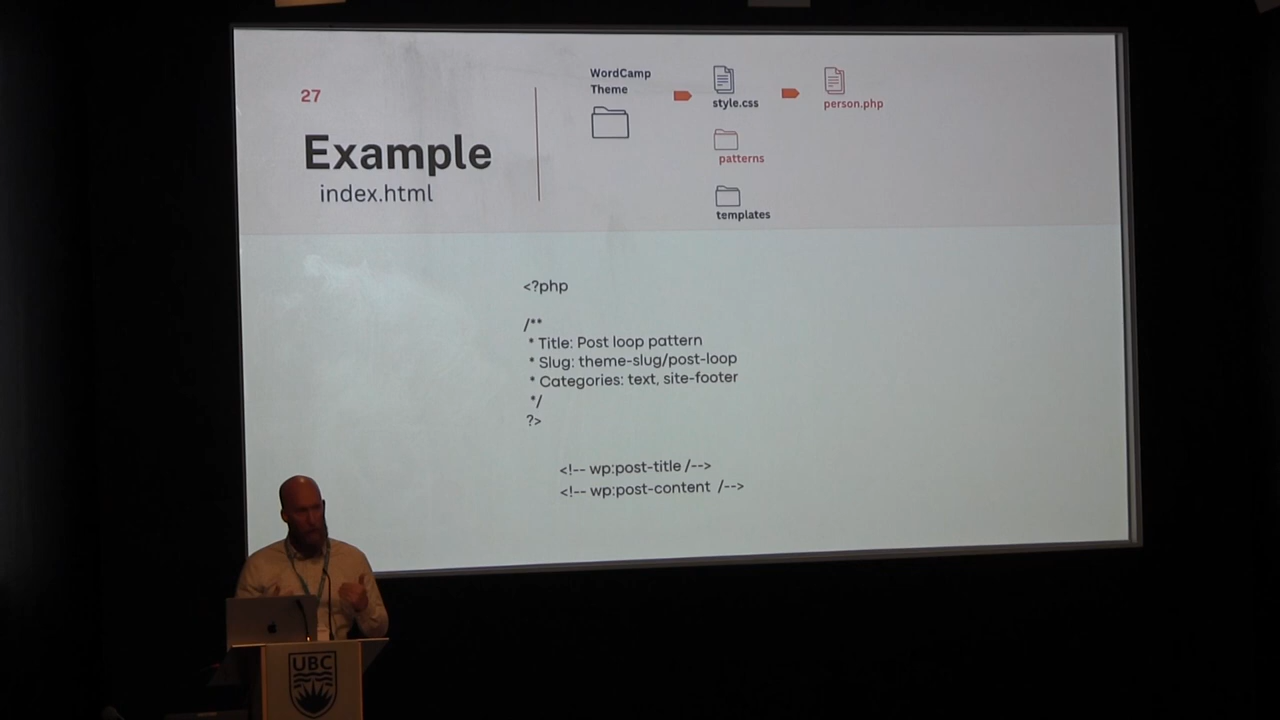 27
Example
index.html
WordCamp
Theme
style.css
person.php
patterns
templates
<?php
/**
* Title: Post loop pattern
* Slug: theme-slug/post-loop
* Categories: text, site-footer
*/
?>
<!-- wp:post-title /-->
<!-- wp:post-content /-->
UBC